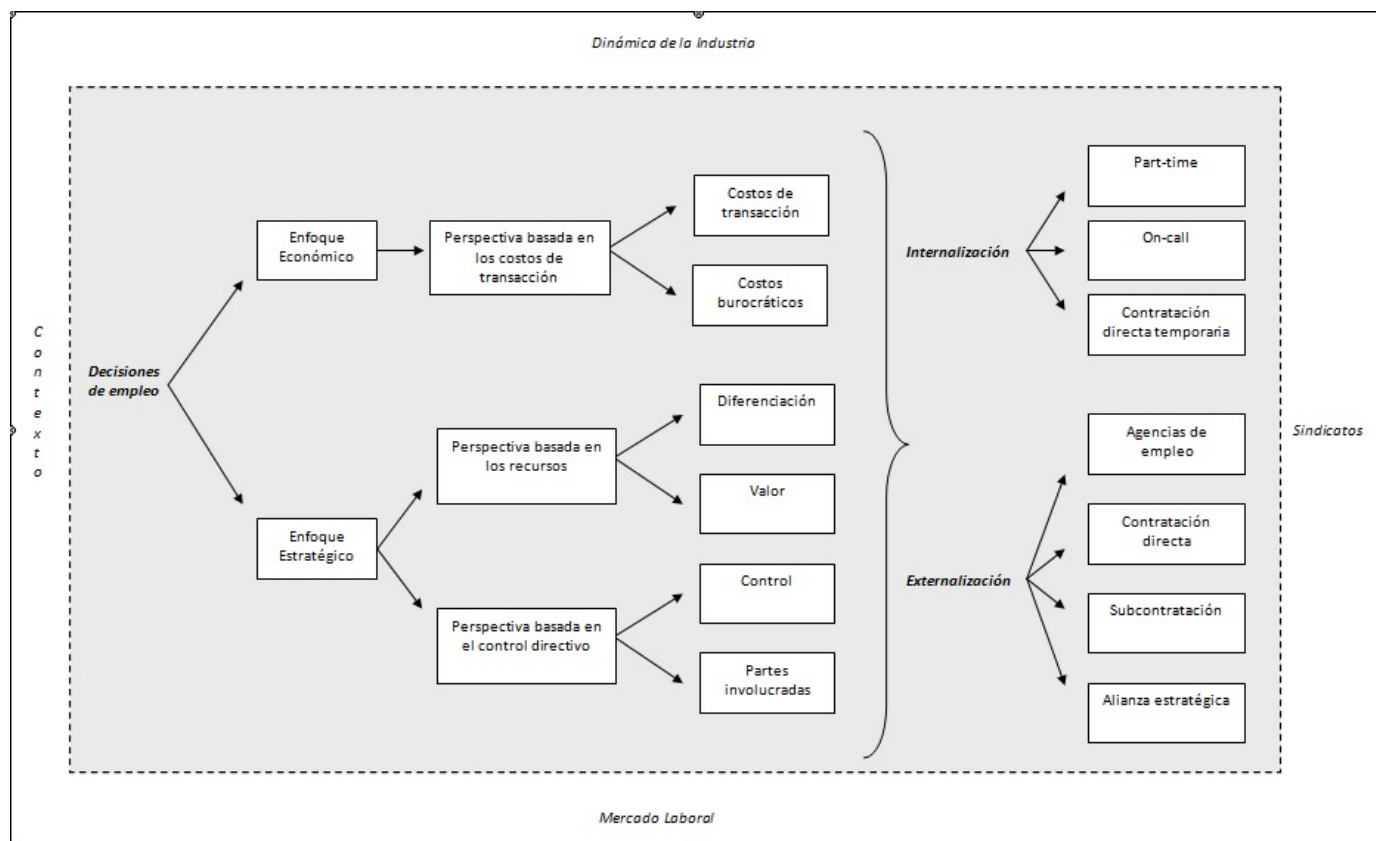 Dinámica de la Industria
C
o
n
t
e
x
t
o
Decisiones
de empleo
Enfoque
Económico
Enfoque
Estratégico
Perspectiva basada en
los costos de
transacción
Perspectiva basada en
los recursos
Perspectiva basada en
el control directivo
Costos de
transacción
Costos
burocráticos
Diferenciación
Valor
Control
Partes
involucradas
Internalización
Externalización
Part-time
On-call
Contratación
directa temporaria
Agencias de
empleo
Contratación
directa
Subcontratación
Alianza estratégica
Sindicatos
Mercado Laboral